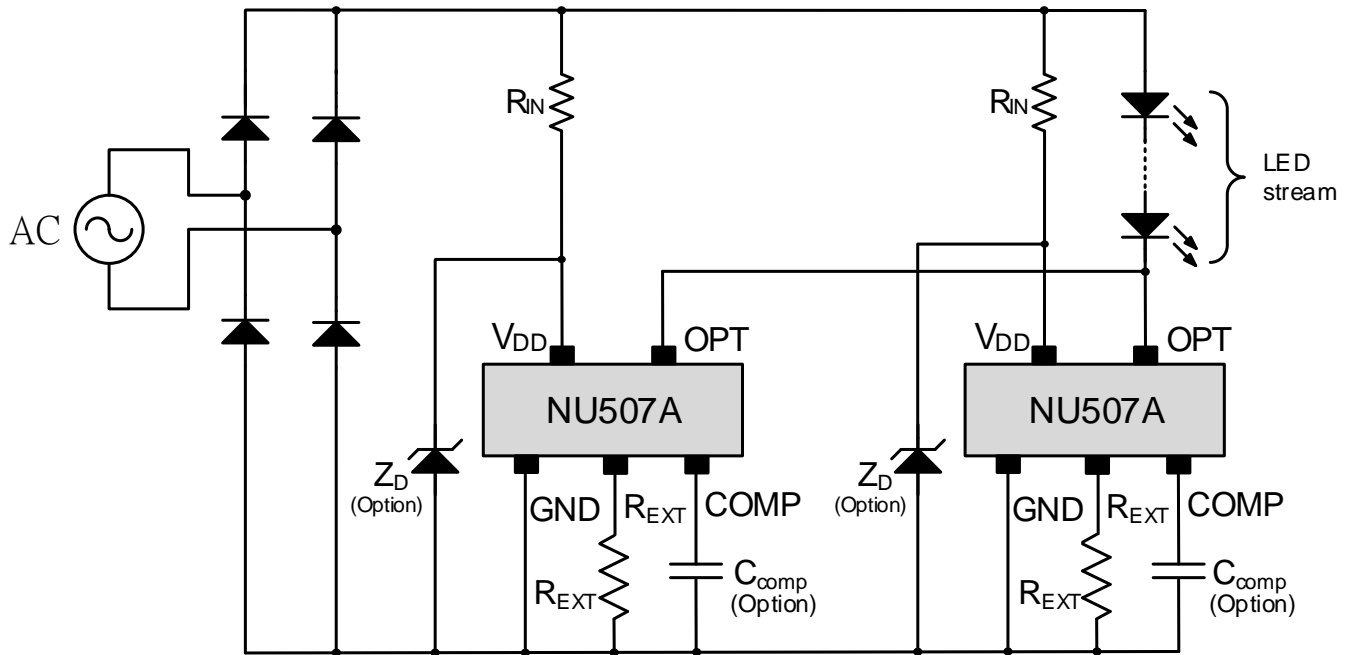 RIN
RIN
LED
stream
AC
VDD
OPT
VDD
OPT
NU507A
NU507A
ZD
(Option)
GND
REXT
COMP
ZD
(Option)
GND
REXT
COMP
REXT
Ccomp
(Option)
REXT
Ccomp
(Option)